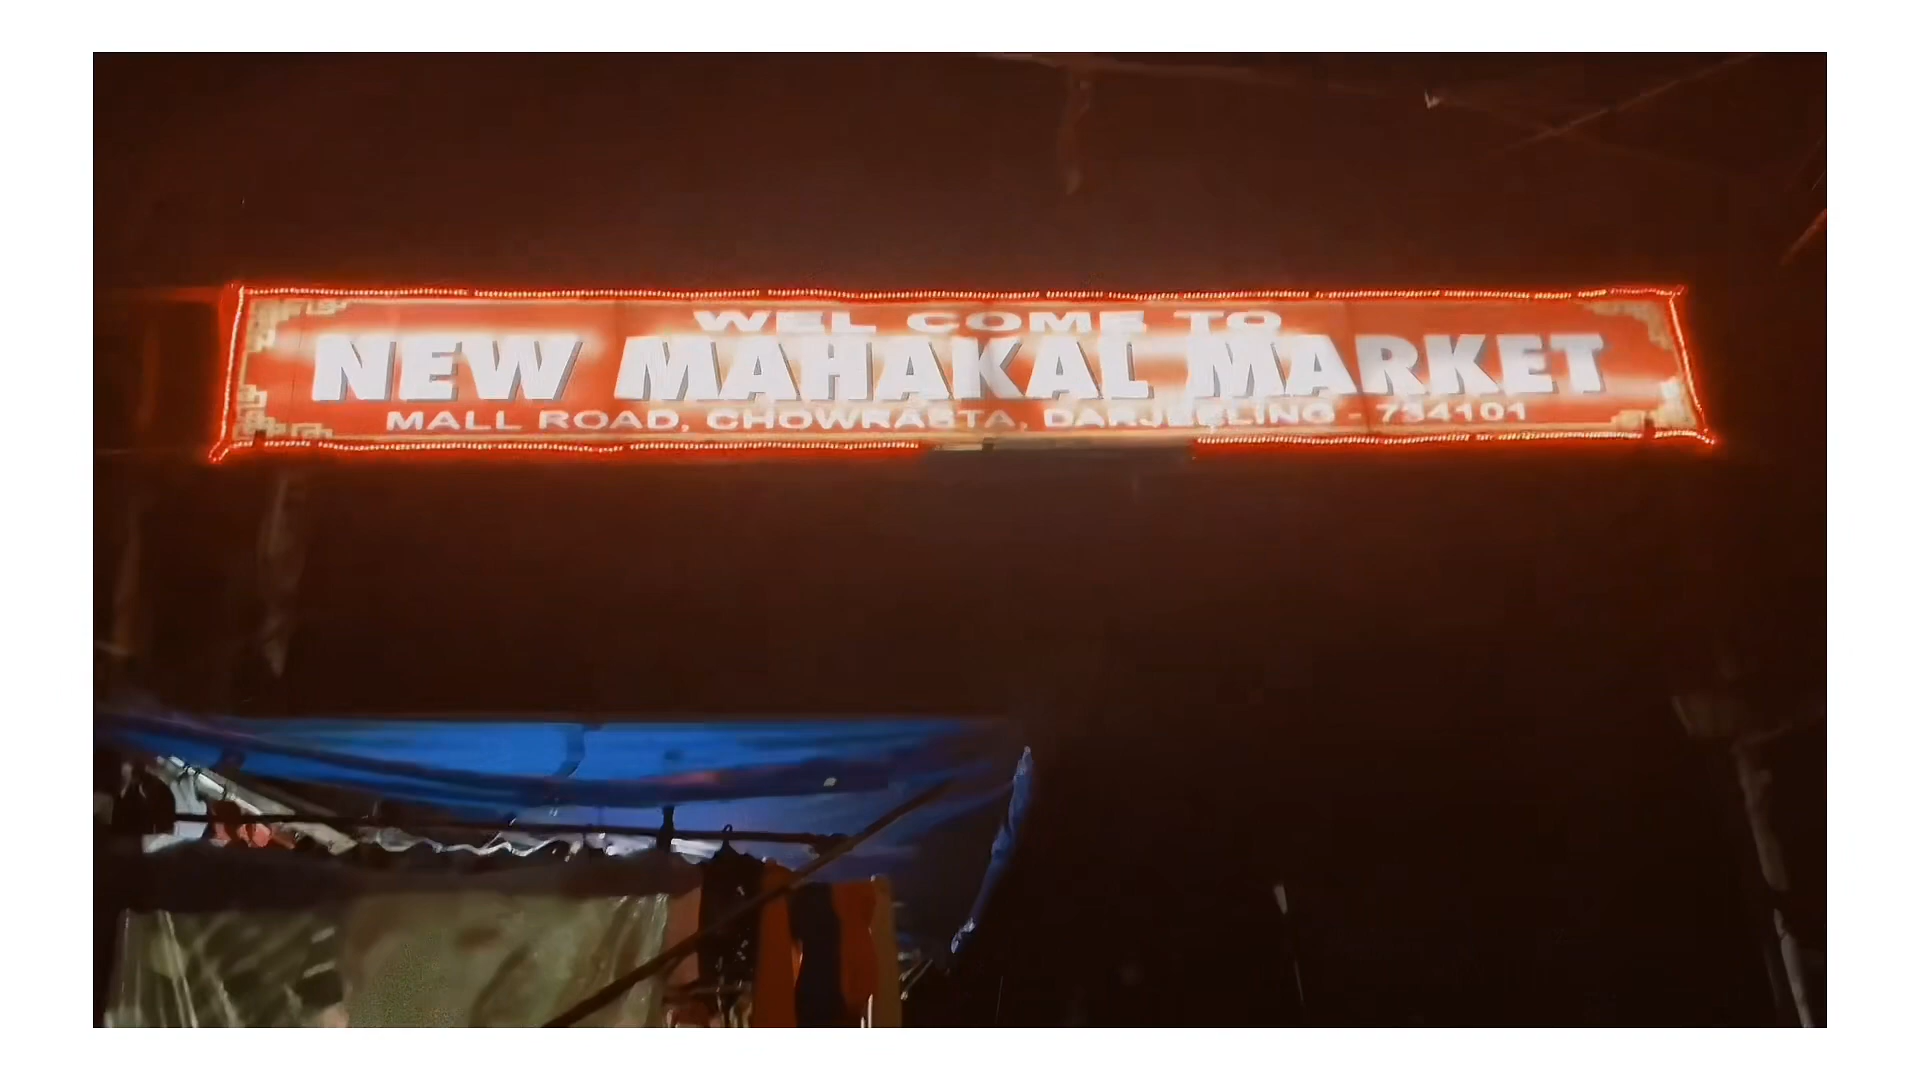 WEL COME TO
NEW MAHAKAL MARKET
MALL ROAD, CHOWRASTA, DARJEELING - 734101